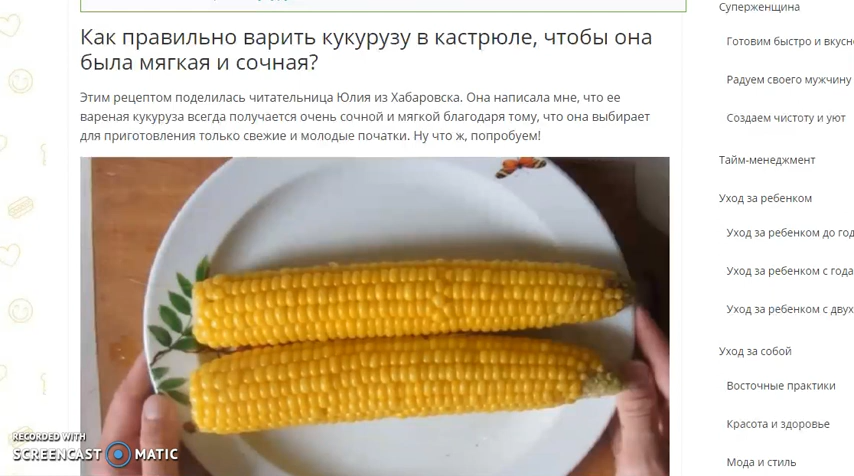 Как правильно варить кукурузу в кастрюле, чтобы она
была мягкая и сочная?
Этим рецептом поделилась читательница Юлия из Хабаровска. Она написала мне, что ее
вареная кукуруза всегда получается очень сочной и мягкой благодаря тому, что она выбирает
для приготовления только свежие и молодые початки. Ну что ж, попробуем!
RECORDED WITH
SCREENCAST MATIC
Суперженщина
Готовим быстро и вкусно
Радуем своего мужчину
Создаем чистоту и уют
Тайм-менеджмент
Уход за ребенком
Уход за ребенком до год
Уход за ребенком с года
Уход за ребенком с двух
Уход за собой
Восточные практики
Красота и здоровье
Мода и стиль